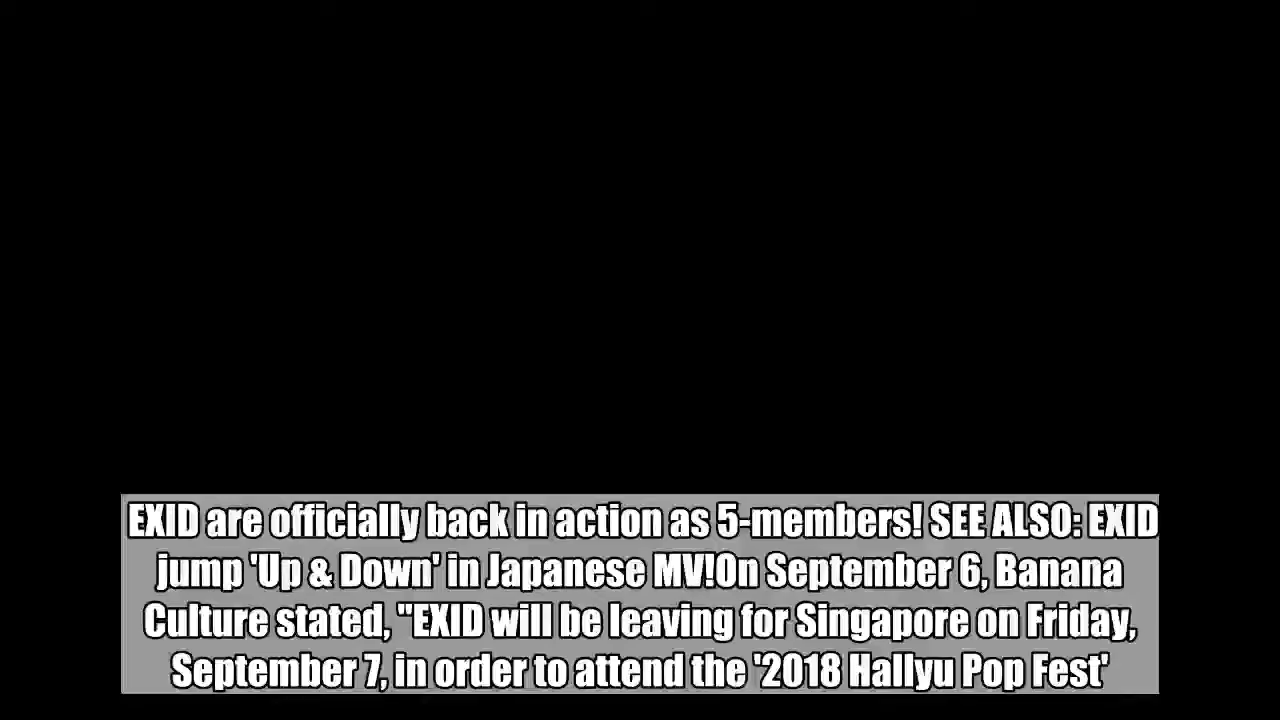 EXID are officially back in action as 5-members! SEE ALSO: EXID
jump 'Up & Down' in Japanese MV!On September 6, Banana
Culture stated, "EXID will be leaving for Singapore on Friday,
September 7, in order to attend the '2018 Hallyu Pop Fest'